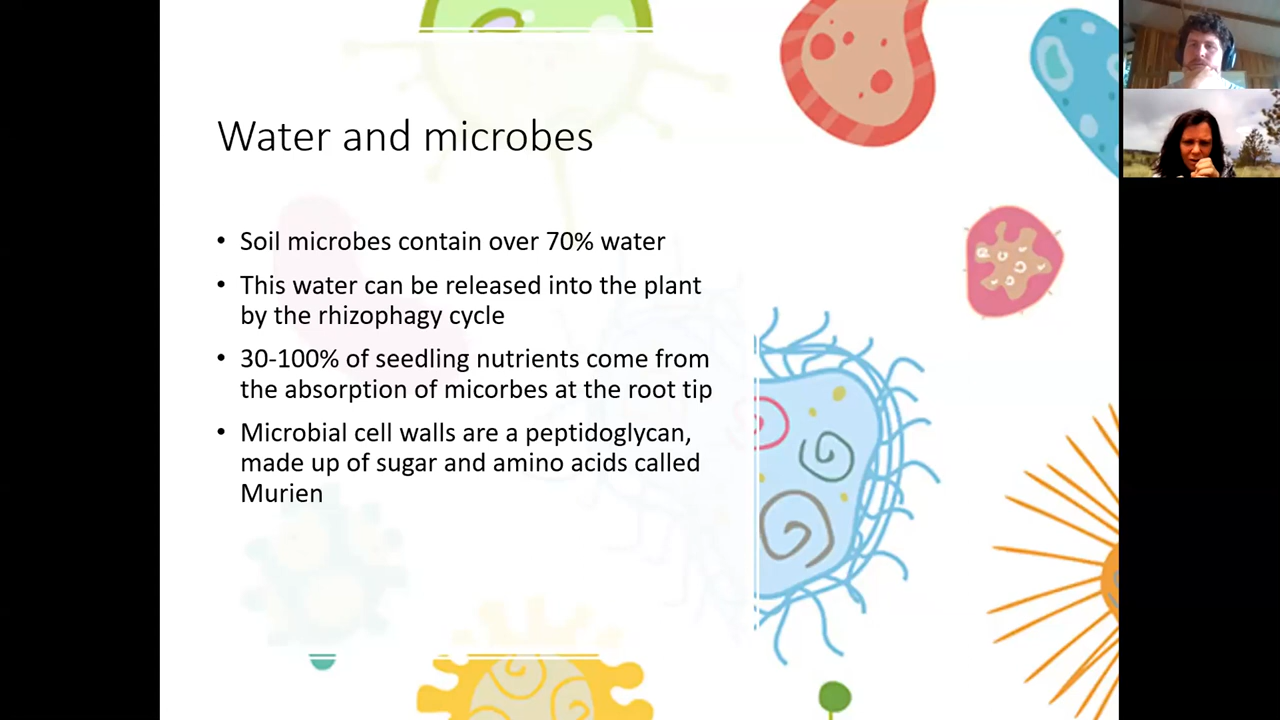 Water and microbes
• Soil microbes contain over 70% water
• This water can be released into the plant
by the rhizophagy cycle
• 30-100% of seedling nutrients come from
the absorption of micorbes at the root tip
• Microbial cell walls are a peptidoglycan,
made up of sugar and amino acids called
Murien